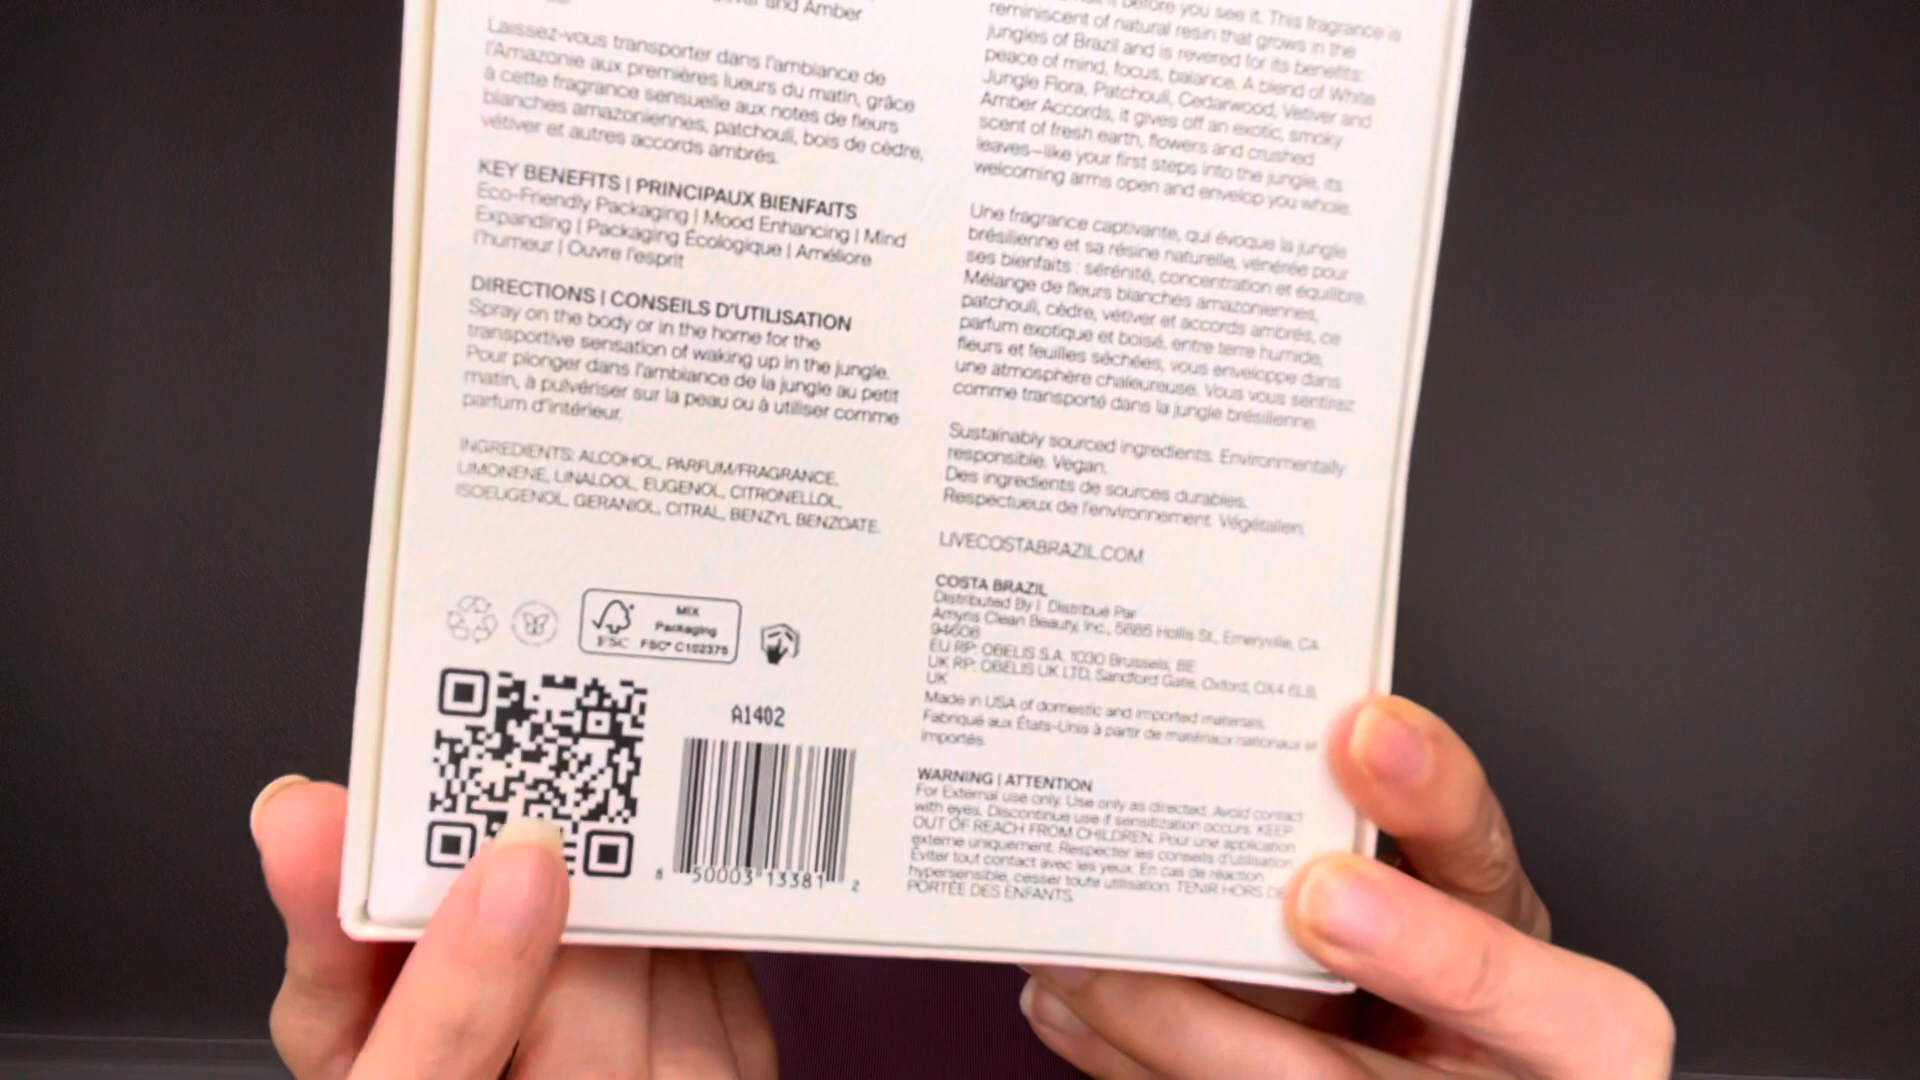 and Amber
Laissez-vous transporter dans l'ambiance de
l'Amazonie aux premières lueurs du matin, grâce
à cette fragrance sensuelle aux notes de fleurs
blanches amazoniennes, patchouli, bois de cèdre,
vétiver et autres accords ambrés.
KEY BENEFITS | PRINCIPAUX BIENFAITS
Eco-Friendly Packaging | Mood Enhancing | Mind
Expanding | Packaging Écologique | Améliore
l'humeur | Ouvre l'esprit
DIRECTIONS | CONSEILS D'UTILISATION
Spray on the body or in the home for the
transportive sensation of waking up in the jungle.
Pour plonger dans l'ambiance de la jungle au petit
matin, à pulvériser sur la peau ou à utiliser comme
parfum d'intérieur.
INGREDIENTS: ALCOHOL, PARFUM/FRAGRANCE,
LIMONENE, LINALOOL, EUGENOL, CITRONELLOL,
ISOEUGENOL, GERANIOL, CITRAL, BENZYL BENZOATE.
FSC
MIX
Packaging
FSC® C102375
A1402
8 50003 13381 2
before you see it. This fragrance is
reminiscent of natural resin that grows in the
jungles of Brazil and is revered for its benefits:
peace of mind, focus, balance. A blend of White
Jungle Flora, Patchouli, Cedarwood, Vetiver and
Amber Accords, it gives off an exotic, smoky
scent of fresh earth, flowers and crushed
leaves—like your first steps into the jungle, its
welcoming arms open and envelop you whole.
Une fragrance captivante, qui évoque la jungle
brésilienne et sa résine naturelle, vénérée pour
ses bienfaits : sérénité, concentration et équilibre.
Mélange de fleurs blanches amazoniennes,
patchouli, cèdre, vétiver et accords ambrés, ce
parfum exotique et boisé, entre terre humide,
fleurs et feuilles séchées, vous enveloppe dans
une atmosphère chaleureuse. Vous vous sentirez
comme transporté dans la jungle brésilienne.
Sustainably sourced ingredients. Environmentally
responsible. Vegan.
Des ingredients de sources durables.
Respectueux de l'environnement. Végétalien.
LIVECOSTABRAZIL.COM
COSTA BRAZIL
Distributed By | Distribué Par
Amyris Clean Beauty, Inc., 5885 Hollis St., Emeryville, CA
94608
EU RP: OBELIS S.A. 1030 Brussels, BE
UK RP: OBELIS UK LTD, Sandford Gate, Oxford, OX4 6LB,
UK
Made in USA of domestic and imported materials.
Fabriqué aux États-Unis à partir de matériaux nationaux et
importés.
WARNING | ATTENTION
For External use only. Use only as directed. Avoid contact
with eyes. Discontinue use if sensitization occurs. KEEP
OUT OF REACH FROM CHILDREN. Pour une application
externe uniquement. Respecter les conseils d'utilisation.
Éviter tout contact avec les yeux. En cas de réaction
hypersensible, cesser toute utilisation. TENIR HORS DE
PORTÉE DES ENFANTS.